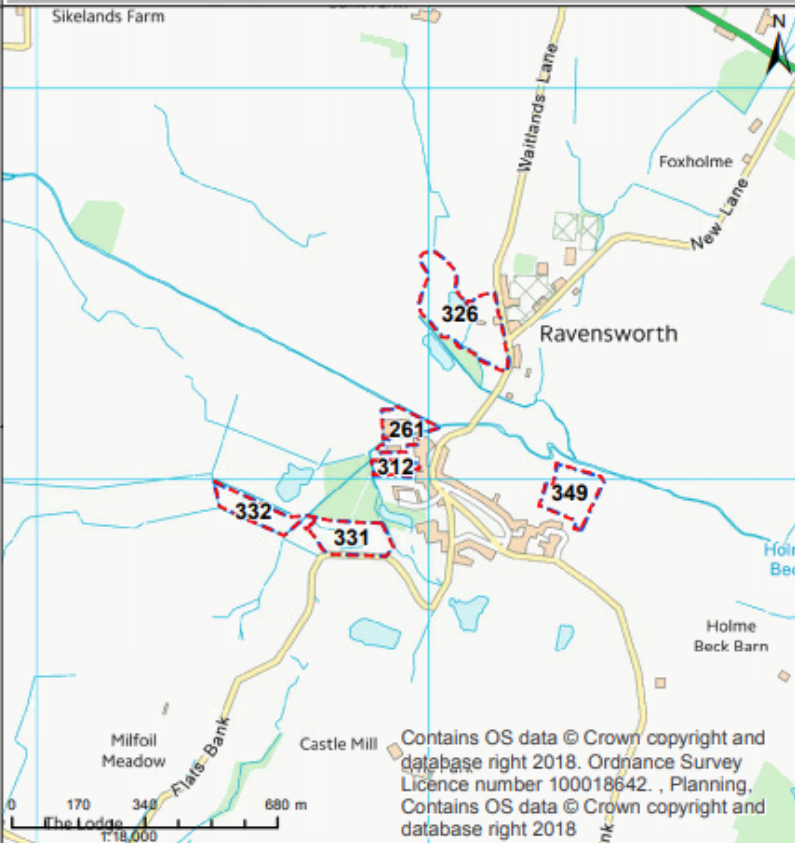 Sikelands Farm
N
Waitlands Lane
Foxholme
New Lane
326
Ravensworth
261
312
349
332
331
Holme
Beck Barn
Milfoil
Meadow
Flats Bank
Castle Mill
Contains OS data © Crown copyright and
database right 2018. Ordnance Survey
Licence number 100018642. , Planning,
Contains OS data © Crown copyright and
database right 2018
0 170 340 680 m
The Lodge
1:18,000